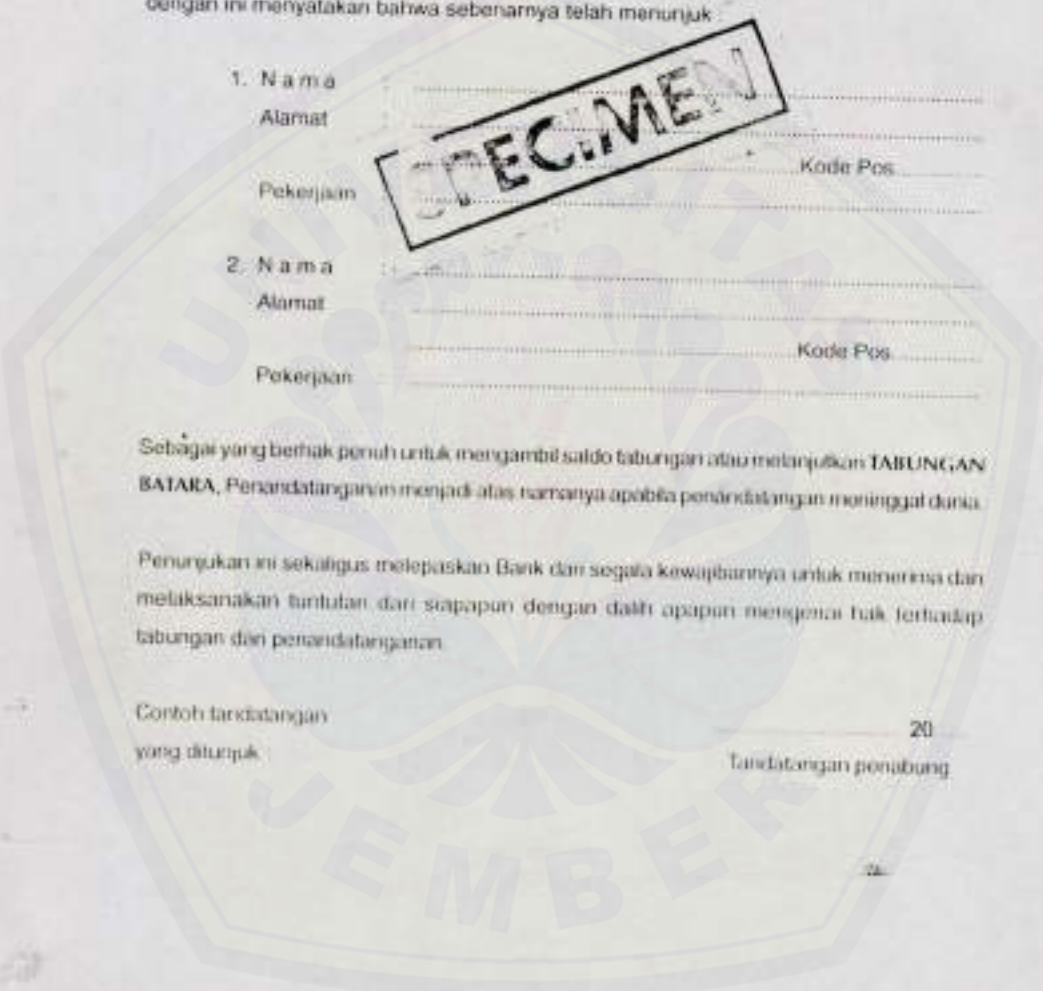 dengan ini menyatakan bahwa sebenarnya telah menunjuk :
1. N a m a :
SPECIMEN
Alamat :
Kode Pos
Pekerjaan
2. N a m a :
Alamat
Kode Pos
Pekerjaan
Sebagai yang berhak penuh untuk mengambil saldo tabungan atau melanjutkan TABUNGAN
BATARA, Penandatanganan menjadi atas namanya apabila penandatangan meninggal dunia.
Penunjukan ini sekaligus melepaskan Bank dari segala kewajibannya untuk menerima dan
melaksanakan tuntutan dari siapapun dengan dalih apapun mengenai hak terhadap
tabungan dan penandatanganan.
Contoh tandatangan
yang ditunjuk :
20
Tandatangan penabung
UNIVERSITAS
JEMBER